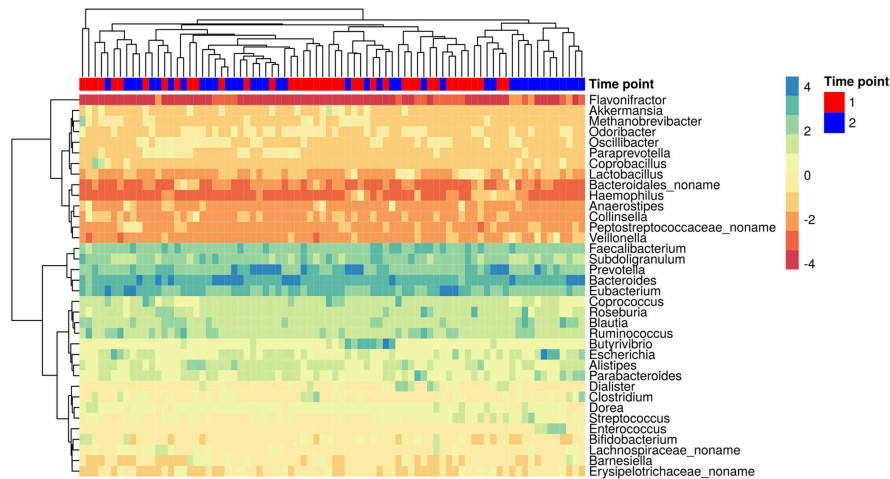 Time point
Flavonifractor
Akkermansia
Methanobrevibacter
Odoribacter
Oscillibacter
Paraprevotella
Coprobacillus
Lactobacillus
Bacteroidales_noname
Haemophilus
Anaerostipes
Collinsella
Peptostreptococcaceae_noname
Veillonella
Faecalibacterium
Subdoligranulum
Prevotella
Bacteroides
Eubacterium
Coprococcus
Roseburia
Blautia
Ruminococcus
Butyrivibrio
Escherichia
Alistipes
Parabacteroides
Dialister
Clostridium
Dorea
Streptococcus
Enterococcus
Bifidobacterium
Lachnospiraceae_noname
Barnesiella
Erysipelotrichaceae_noname
4
2
0
-2
-4
Time point
1
2